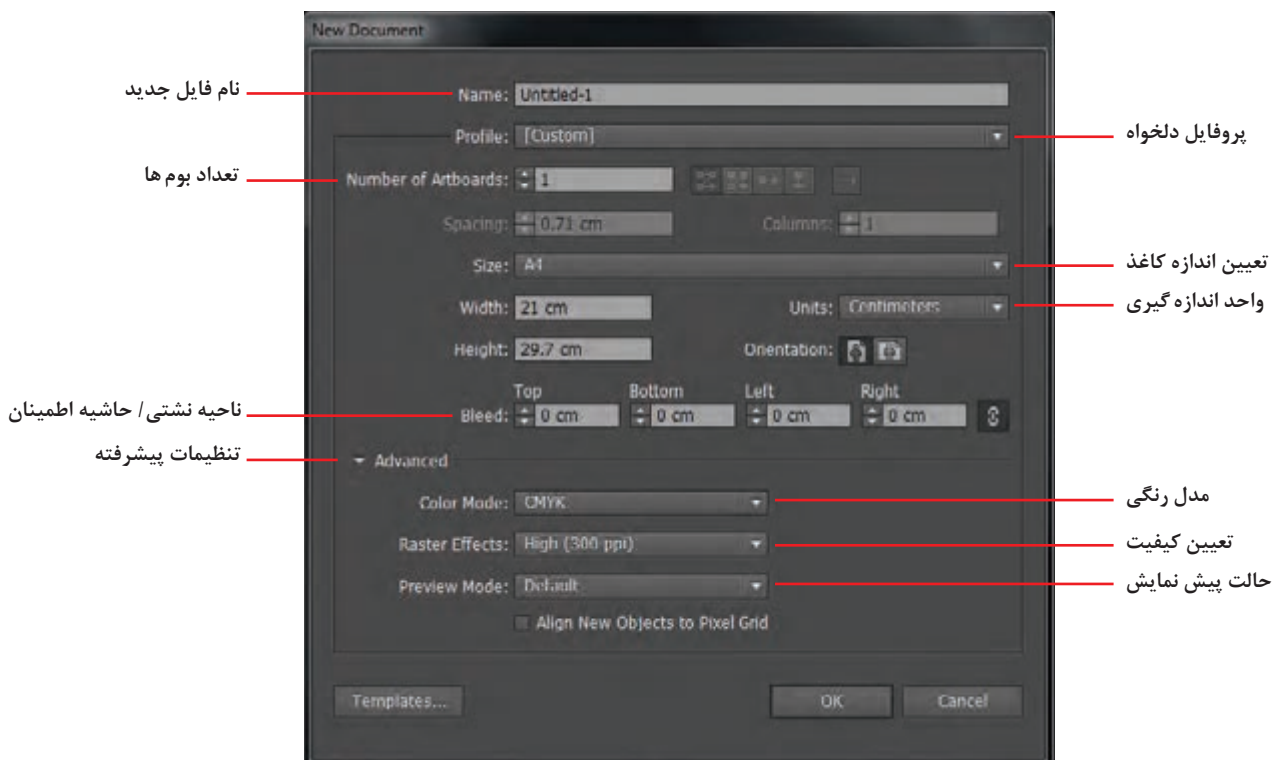 New Document
نام فایل جدید
Name: Untitled-1
Profile: [Custom]
پروفایل دلخواه
تعداد بوم ها
Number of Artboards: 1
Spacing: 0.71 cm
Columns: 1
Size: A4
تعیین اندازه کاغذ
Width: 21 cm
Units: Centimeters
واحد اندازه گیری
Height: 29.7 cm
Orientation:
Top Bottom Left Right
ناحیه نشتی/ حاشیه اطمینان
Bleed: 0 cm 0 cm 0 cm 0 cm
تنظیمات پیشرفته
Advanced
Color Mode: CMYK
مدل رنگی
Raster Effects: High (300 ppi)
تعیین کیفیت
Preview Mode: Default
حالت پیش نمایش
Align New Objects to Pixel Grid
Templates... OK Cancel